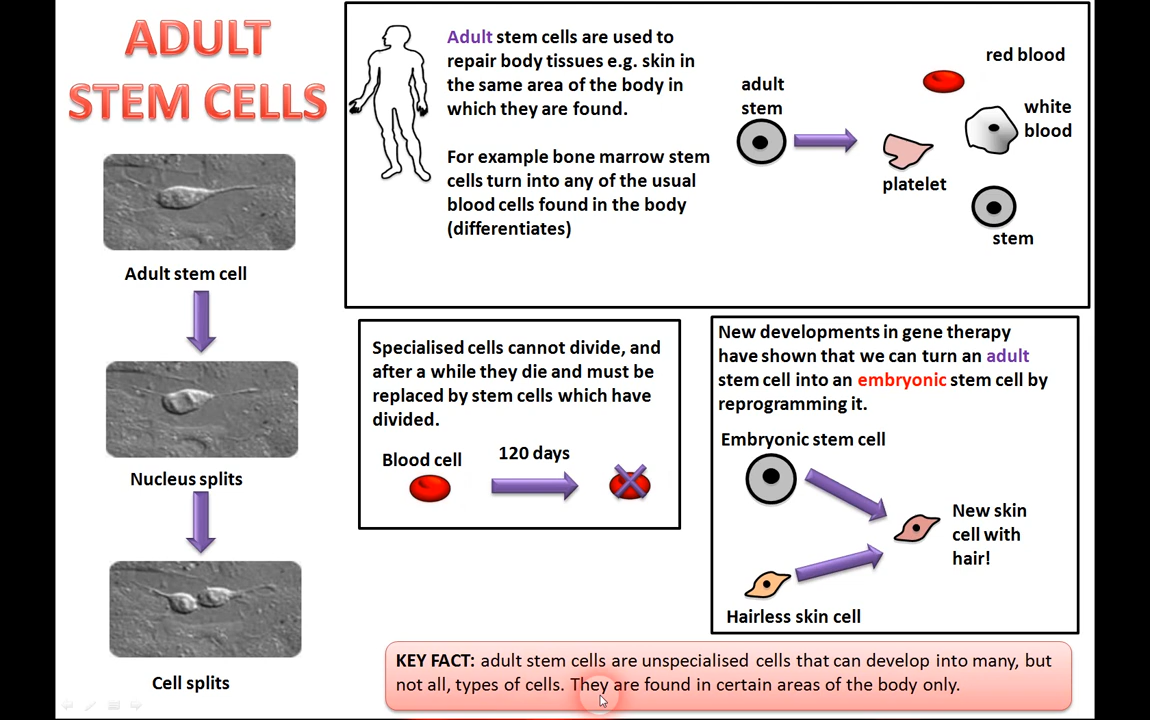 ADULT
STEM CELLS
Adult stem cell
Nucleus splits
Cell splits
Adult stem cells are used to
repair body tissues e.g. skin in
the same area of the body in
which they are found.
For example bone marrow stem
cells turn into any of the usual
blood cells found in the body
(differentiates)
adult
stem
red blood
white
blood
platelet
stem
Specialised cells cannot divide, and
after a while they die and must be
replaced by stem cells which have
divided.
Blood cell
120 days
New developments in gene therapy
have shown that we can turn an adult
stem cell into an embryonic stem cell by
reprogramming it.
Embryonic stem cell
New skin
cell with
hair!
Hairless skin cell
KEY FACT: adult stem cells are unspecialised cells that can develop into many, but
not all, types of cells. They are found in certain areas of the body only.